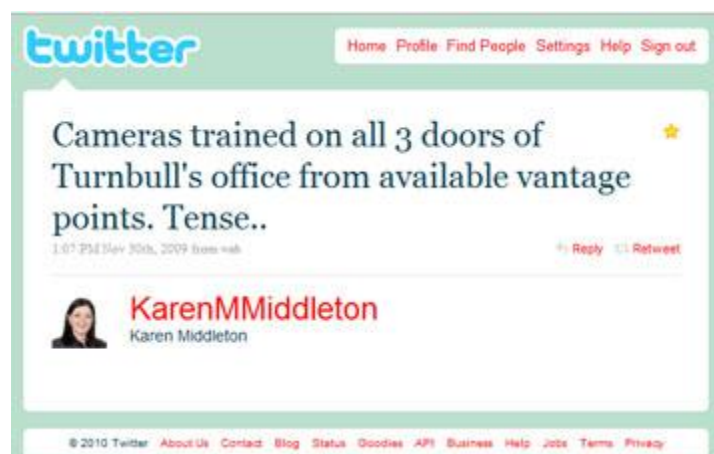 twitter
Home Profile Find People Settings Help Sign out
Cameras trained on all 3 doors of
Turnbull's office from available vantage
points. Tense..
1:07 PM Nov 30th, 2009 from web
Reply Retweet
KarenMMiddleton
Karen Middleton
© 2010 Twitter About Us Contact Blog Status Goodies API Business Help Jobs Terms Privacy